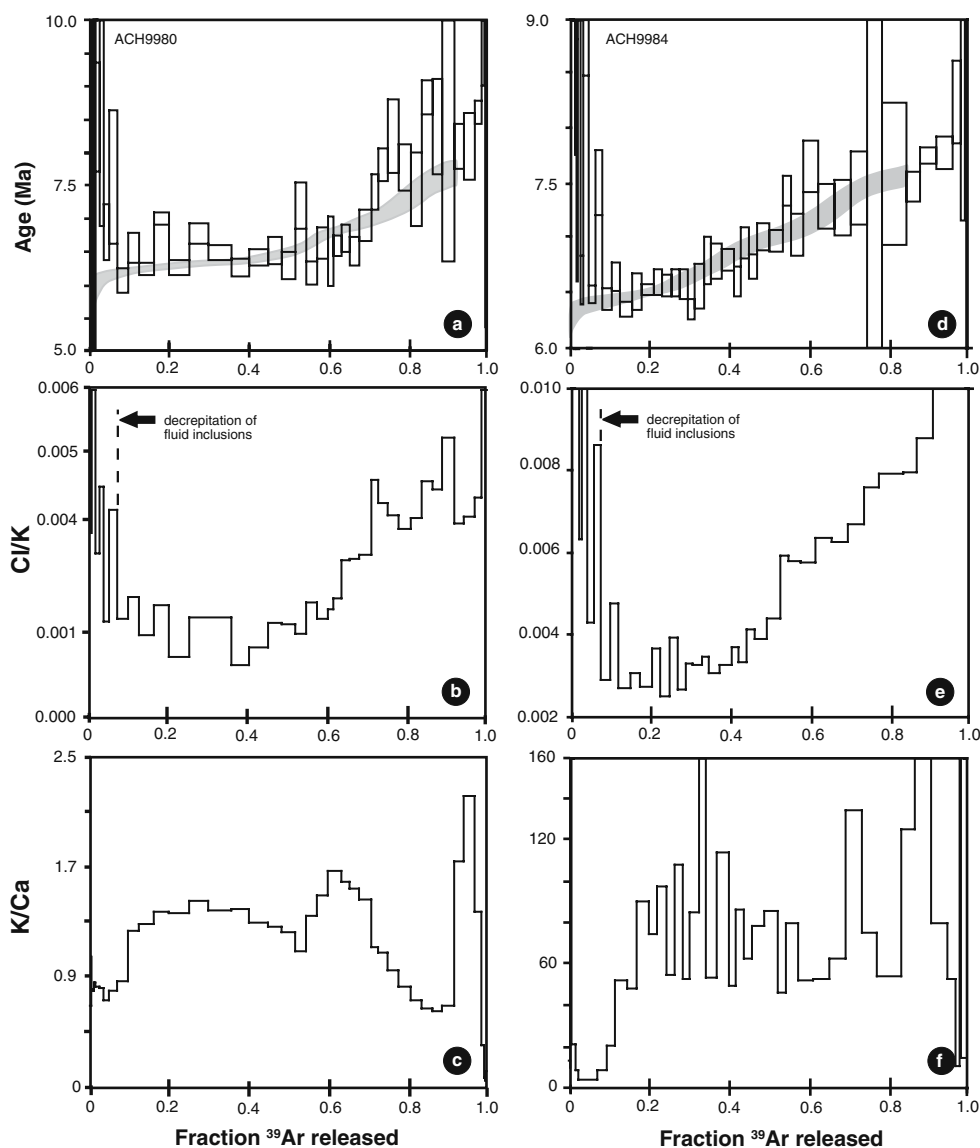 10.0
7.5
5.0
Age (Ma)
ACH9980
a
0 0.2 0.4 0.6 0.8 1.0
9.0
7.5
6.0
ACH9984
d
0 0.2 0.4 0.6 0.8 1.0
0.006
0.005
0.004
0.001
0.000
Cl/K
decrepitation of
fluid inclusions
b
0.2 0.4 0.6 0.8 1.0
0.010
0.008
0.006
0.004
0.002
decrepitation of
fluid inclusions
e
0.2 0.4 0.6 0.8 1.0
2.5
1.7
0.9
0
K/Ca
c
0 0.2 0.4 0.6 0.8 1.0
Fraction ³⁹Ar released
160
120
60
0
f
0 0.2 0.4 0.6 0.8 1.0
Fraction ³⁹Ar released